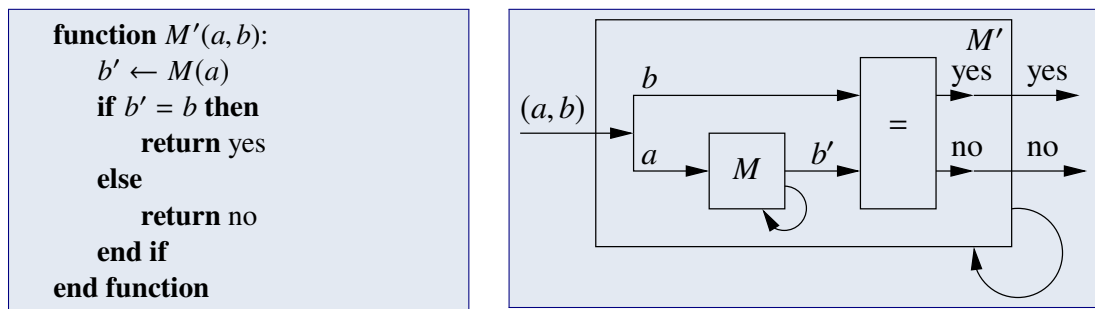 function M′(a, b):
b′ ← M(a)
if b′ = b then
return yes
else
return no
end if
end function
M′
b
yes
yes
(a, b)
=
a
M
b′
no
no